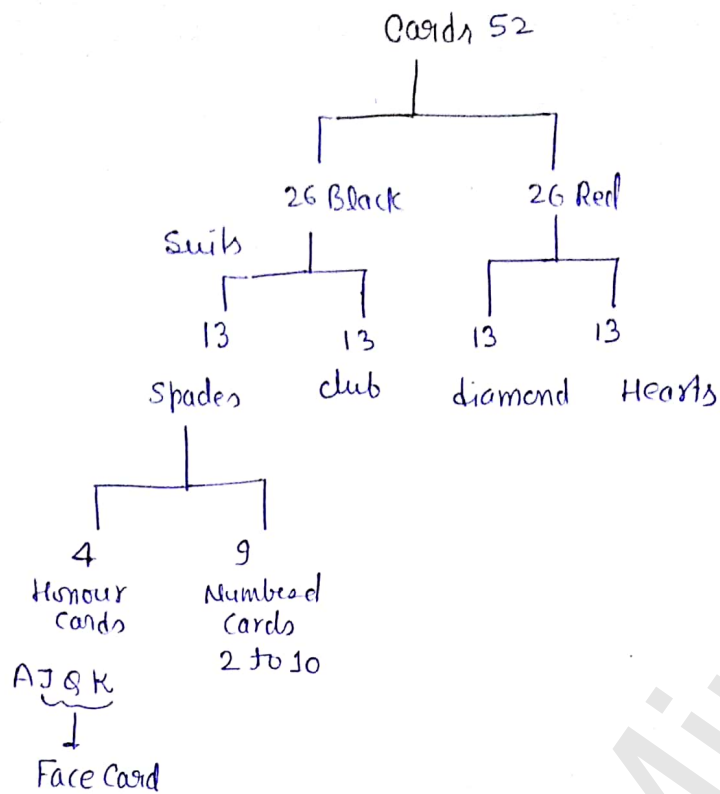 Cards 52
26 Black 26 Red
Suits
13 13 13 13
Spades club diamond Hearts
4 9
Honour Numbered
Cards Cards
2 to 10
A J Q K
Face Card